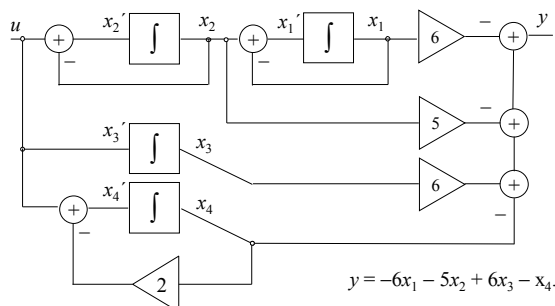 u + x₂´ ∫ x₂ + x₁´ ∫ x₁ 6 − + y
− −
5 − +
x₃´ ∫ x₃
6 − +
x₄´ ∫ x₄
+ −
−
2
y = −6x₁ − 5x₂ + 6x₃ − x₄.